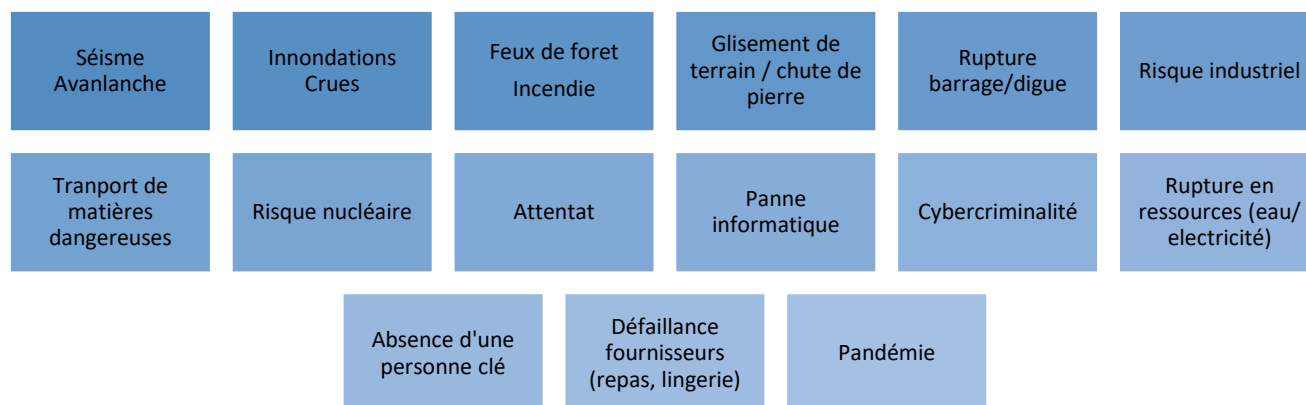 Séisme
Avanlanche
Innondations
Crues
Feux de foret
Incendie
Glisement de
terrain / chute de
pierre
Rupture
barrage/digue
Risque industriel
Tranport de
matières
dangereuses
Risque nucléaire
Attentat
Panne
informatique
Cybercriminalité
Rupture en
ressources (eau/
electricité)
Absence d'une
personne clé
Défaillance
fournisseurs
(repas, lingerie)
Pandémie